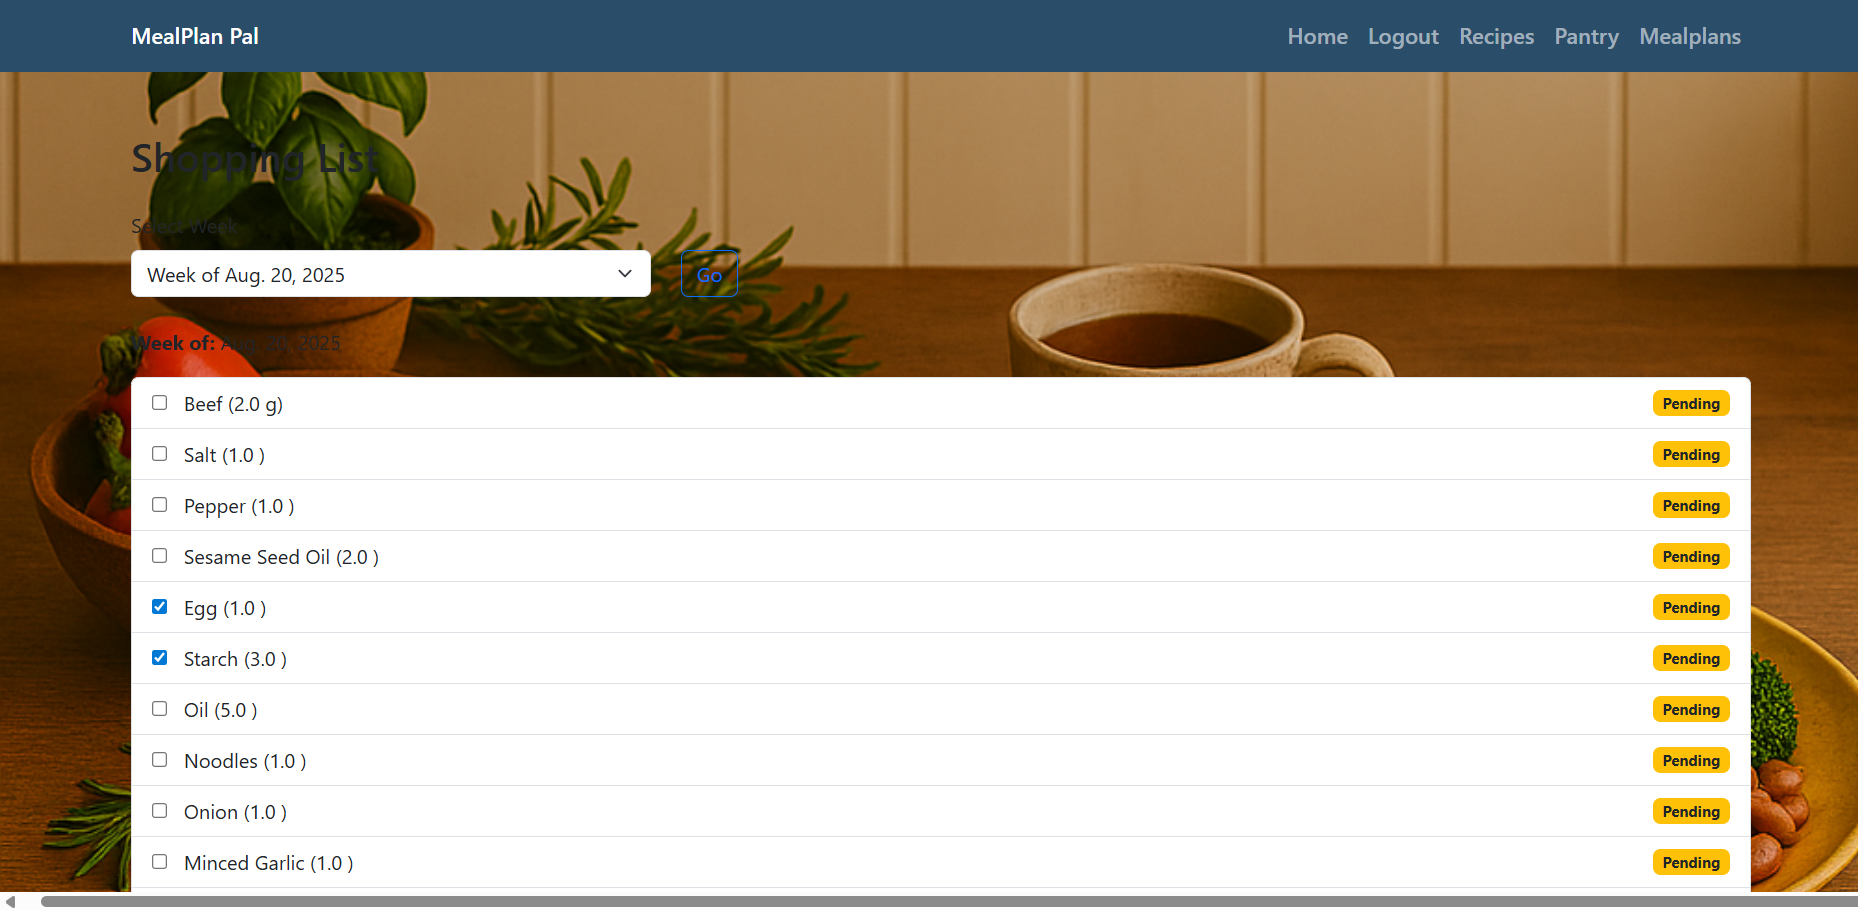 MealPlan Pal
Home Logout Recipes Pantry Mealplans
Shopping List
Select Week
Week of Aug. 20, 2025
Go
Week of: Aug. 20, 2025
Beef (2.0 g) Pending
Salt (1.0 ) Pending
Pepper (1.0 ) Pending
Sesame Seed Oil (2.0 ) Pending
Egg (1.0 ) Pending
Starch (3.0 ) Pending
Oil (5.0 ) Pending
Noodles (1.0 ) Pending
Onion (1.0 ) Pending
Minced Garlic (1.0 ) Pending